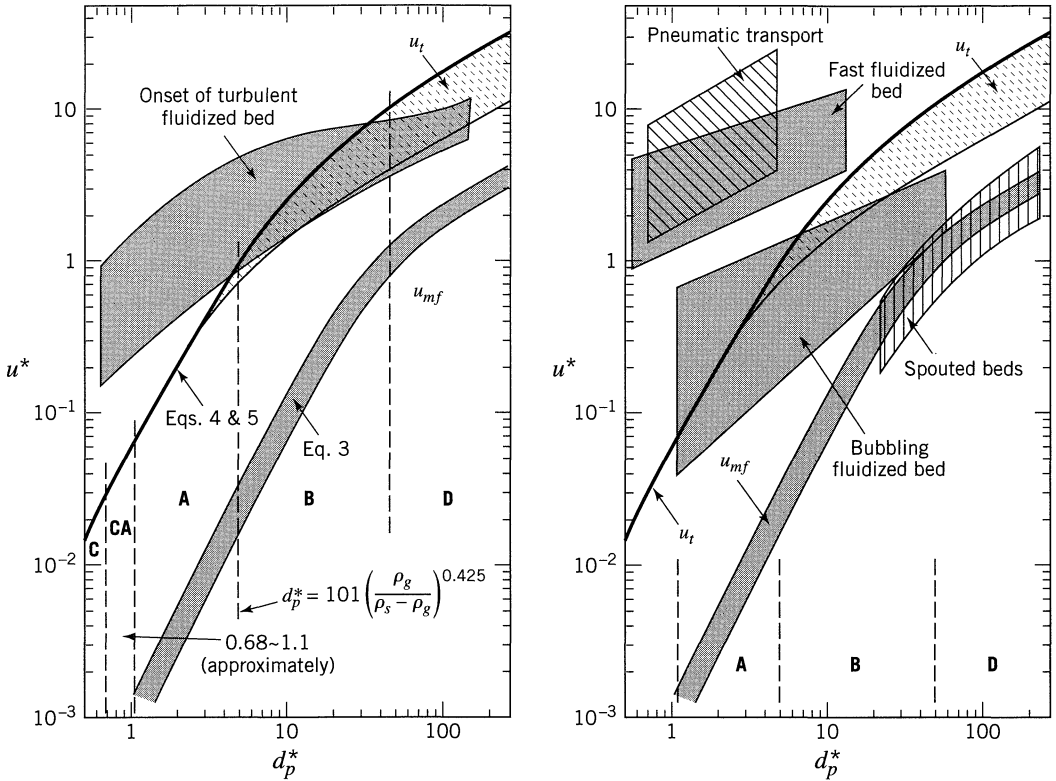 u_t
Onset of turbulent
fluidized bed
10
1
u*
10⁻¹
10⁻²
10⁻³
Eqs. 4 & 5
Eq. 3
u_mf
C
CA
A
B
D
d_p* = 101 (ρ_g / (ρ_s − ρ_g))^0.425
0.68~1.1
(approximately)
1
10
100
d_p*
Pneumatic transport
u_t
Fast fluidized
bed
10
1
u*
10⁻¹
10⁻²
10⁻³
Spouted beds
Bubbling
fluidized bed
u_mf
u_t
A
B
D
1
10
100
d_p*